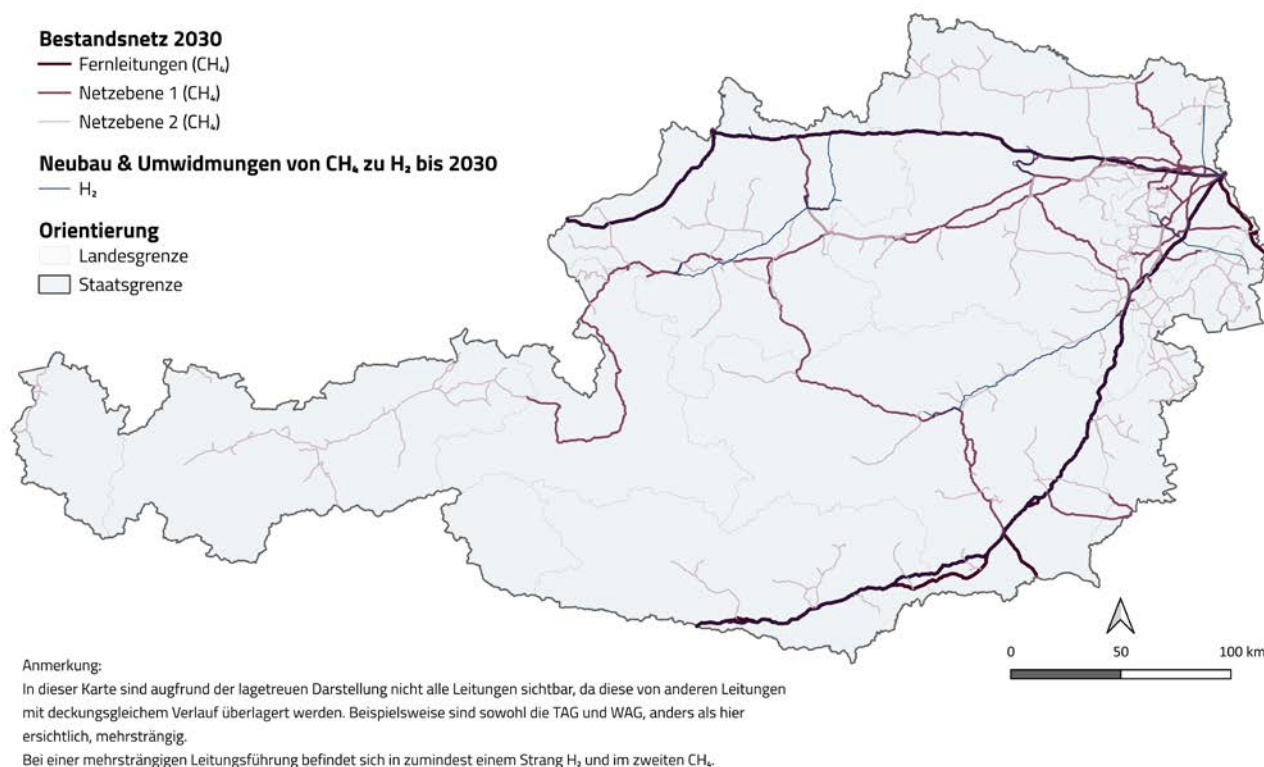 Bestandsnetz 2030
Fernleitungen (CH₄)
Netzebene 1 (CH₄)
Netzebene 2 (CH₄)
Neubau & Umwidmungen von CH₄ zu H₂ bis 2030
H₂
Orientierung
Landesgrenze
Staatsgrenze
0 50 100 km
Anmerkung:
In dieser Karte sind augfrund der lagetreuen Darstellung nicht alle Leitungen sichtbar, da diese von anderen Leitungen
mit deckungsgleichem Verlauf überlagert werden. Beispielsweise sind sowohl die TAG und WAG, anders als hier
ersichtlich, mehrsträngig.
Bei einer mehrsträngigen Leitungsführung befindet sich in zumindest einem Strang H₂ und im zweiten CH₄.